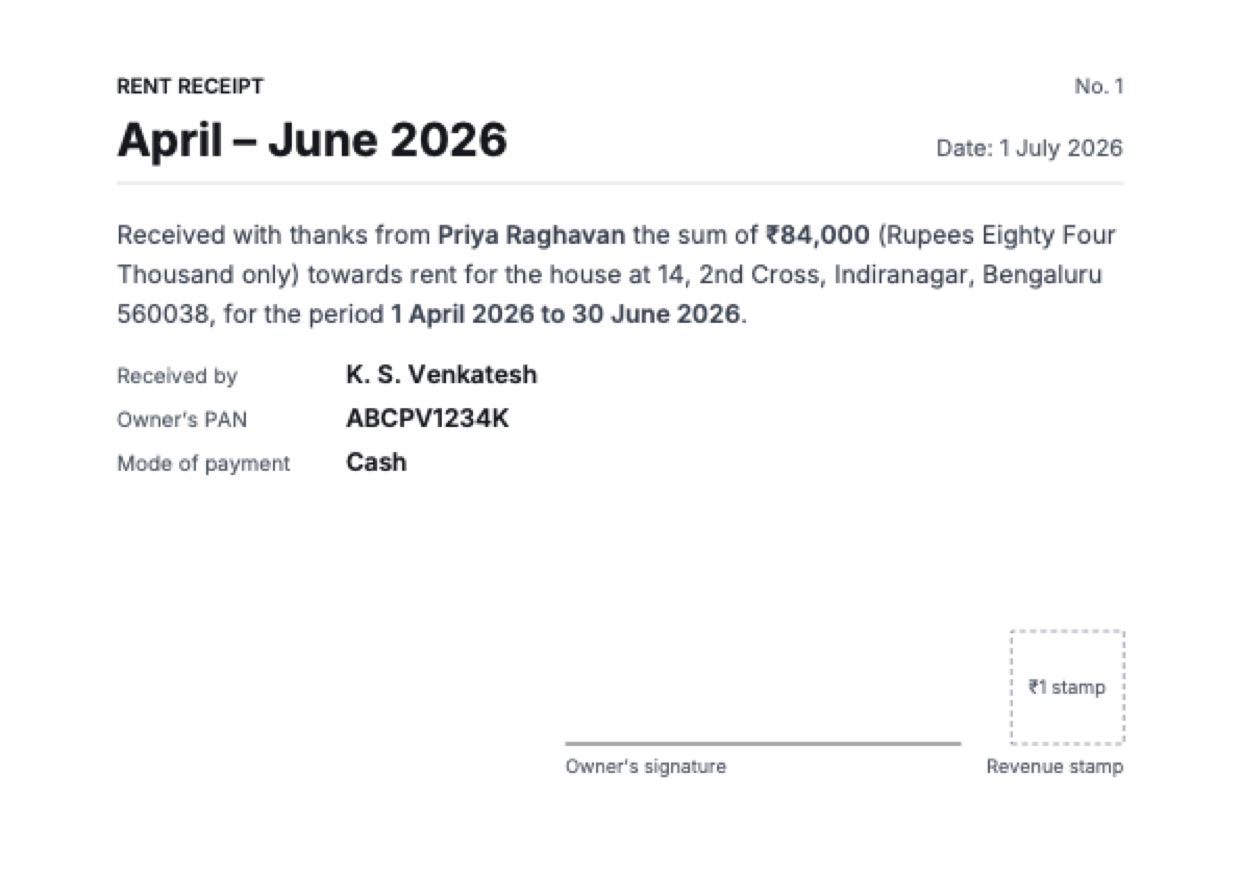 RENT RECEIPT
No. 1
April – June 2026
Date: 1 July 2026
Received with thanks from Priya Raghavan the sum of ₹84,000 (Rupees Eighty Four
Thousand only) towards rent for the house at 14, 2nd Cross, Indiranagar, Bengaluru
560038, for the period 1 April 2026 to 30 June 2026.
Received by K. S. Venkatesh
Owner's PAN ABCPV1234K
Mode of payment Cash
₹1 stamp
Owner's signature
Revenue stamp